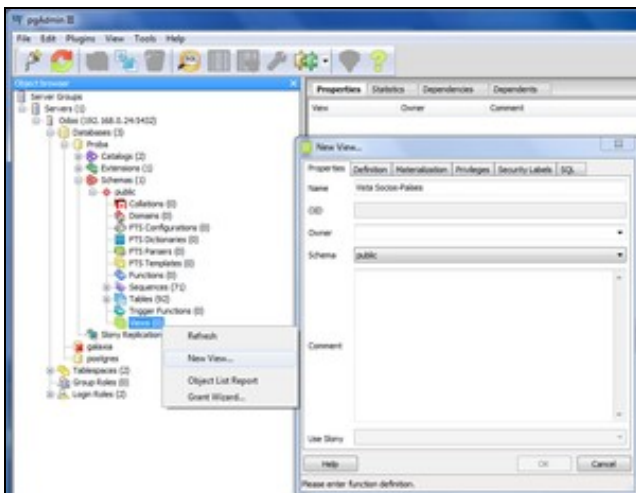 pgAdmin III
File Edit Plugins View Tools Help
Object browser
Server Groups
Servers (1)
Odoo (192.168.0.24:5432)
Databases (3)
Proba
Catalogs (2)
Extensions (1)
Schemas (1)
public
Collations (0)
Domains (0)
FTS Configurations (0)
FTS Dictionaries (0)
FTS Parsers (0)
FTS Templates (0)
Functions (0)
Sequences (71)
Tables (92)
Trigger Functions (0)
Views (0)
Slony Replication
galaxia
postgres
Tablespaces (2)
Group Roles (0)
Login Roles (2)
Refresh
New View...
Object List Report
Grant Wizard...
Properties Statistics Dependencies Dependents
View Owner Comment
New View...
Properties Definition Materialization Privileges Security Labels SQL
Name Vista Socios-Países
OID
Owner
Schema public
Comment
Use Slony
Help OK Cancel
Please enter function definition.